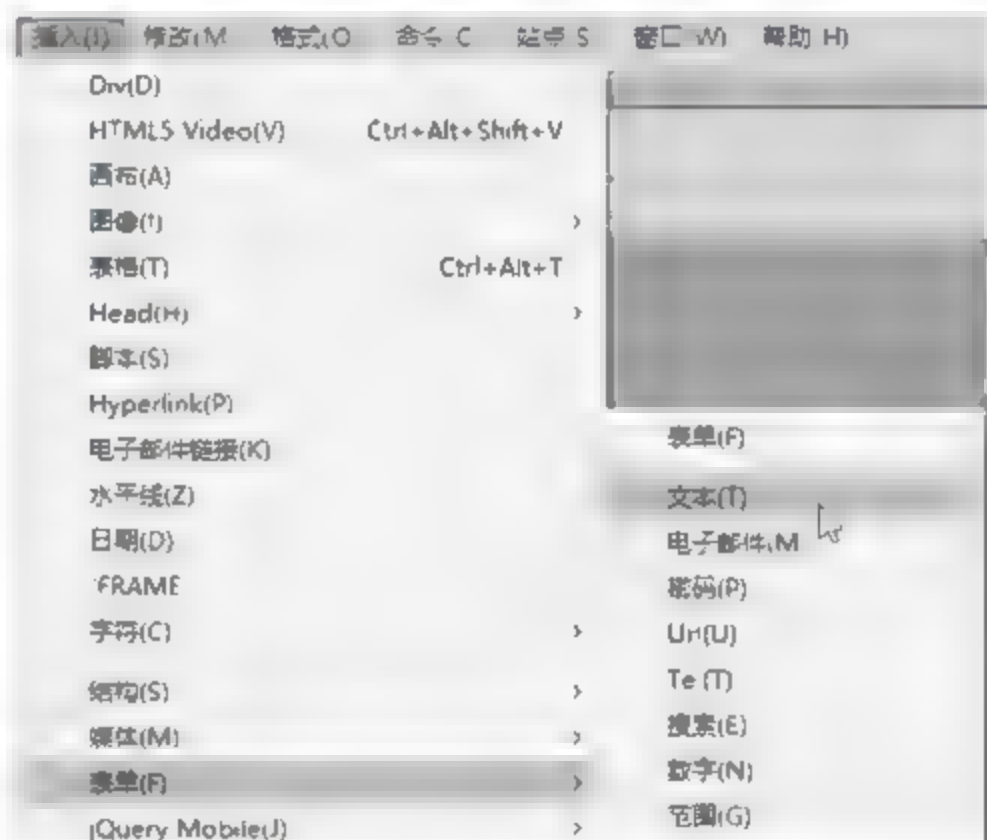 插入(I) 修改(M 格式(O 命令 C 站点 S 窗口 W) 帮助 H)
Div(D)
HTML5 Video(V) Ctrl+Alt+Shift+V
画布(A)
图像(I)
表格(T) Ctrl+Alt+T
Head(H)
脚本(S)
Hyperlink(P)
电子邮件链接(K)
水平线(Z)
日期(D)
IFRAME
字符(C)
结构(S)
媒体(M)
表单(F)
jQuery Mobile(J)
表单(F)
文本(T)
电子邮件(M
密码(P)
Url(U)
Te (T)
搜索(E)
数字(N)
范围(G)